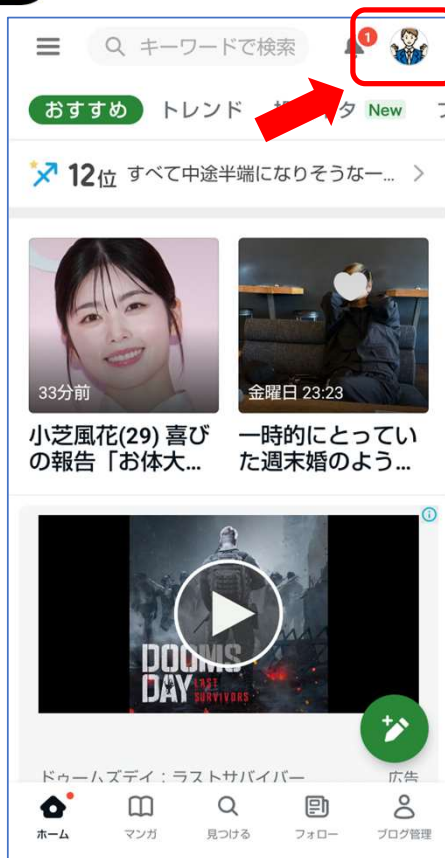 キーワードで検索
1
おすすめ
トレンド
タ New
12位 すべて中途半端になりそうな一...
33分前
金曜日 23:23
小芝風花(29) 喜び
の報告「お体大...
一時的にとってい
た週末婚のよう...
DOOMS
DAY
LAST
SURVIVORS
ドゥームズデイ：ラストサバイバー
広告
ホーム
マンガ
見つける
フォロー
ブログ管理